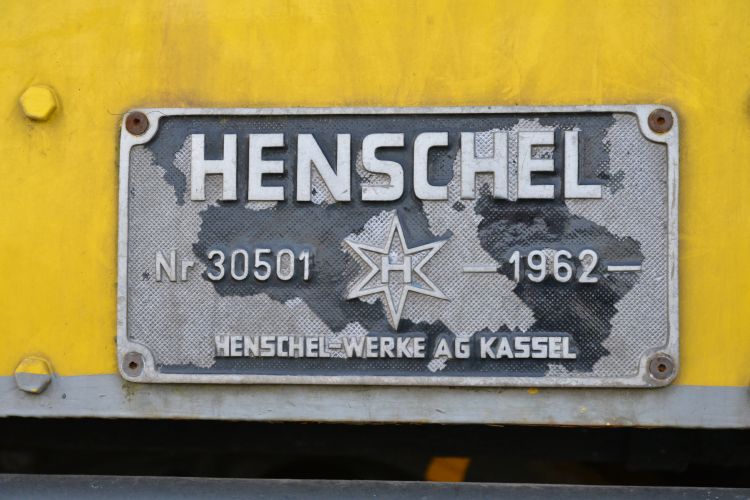 HENSCHEL
Nr 30501 H —1962—
HENSCHEL-WERKE AG KASSEL